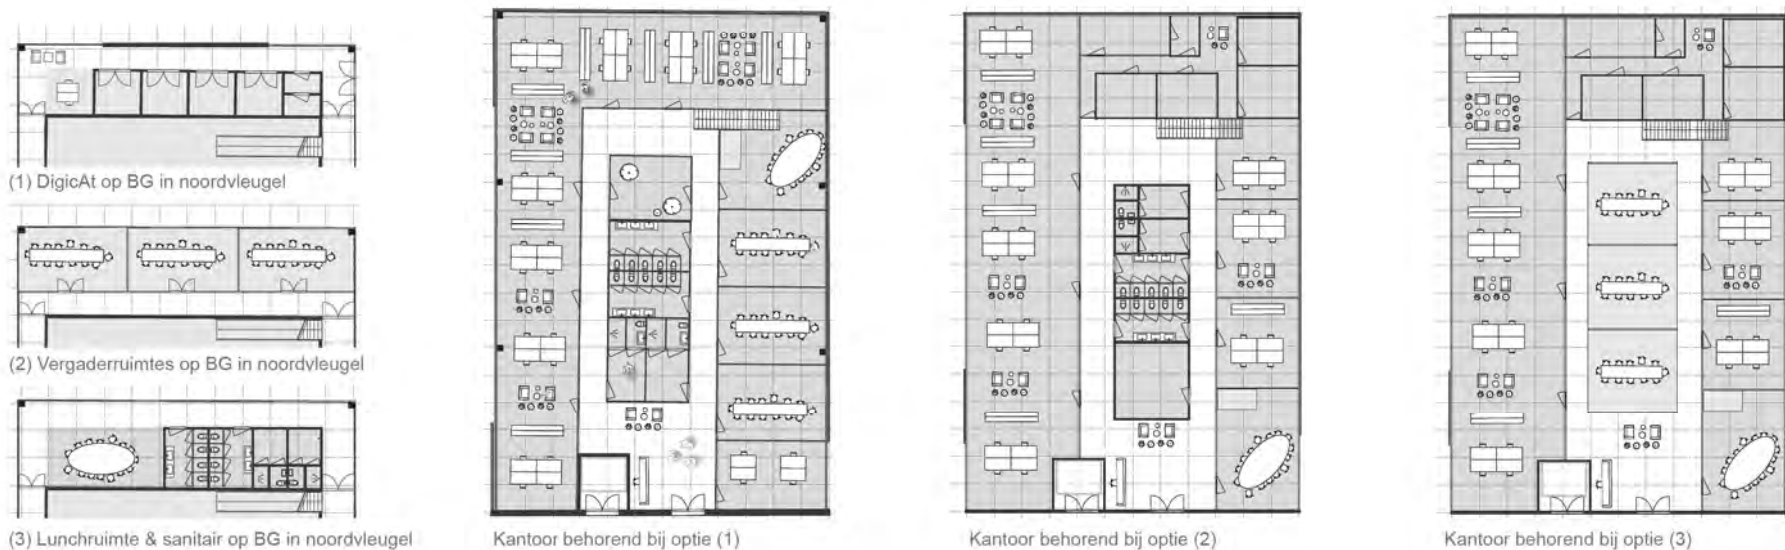 (1) DigicAt op BG in noordvleugel
(2) Vergaderruimtes op BG in noordvleugel
(3) Lunchruimte & sanitair op BG in noordvleugel
Kantoor behorend bij optie (1)
Kantoor behorend bij optie (2)
Kantoor behorend bij optie (3)